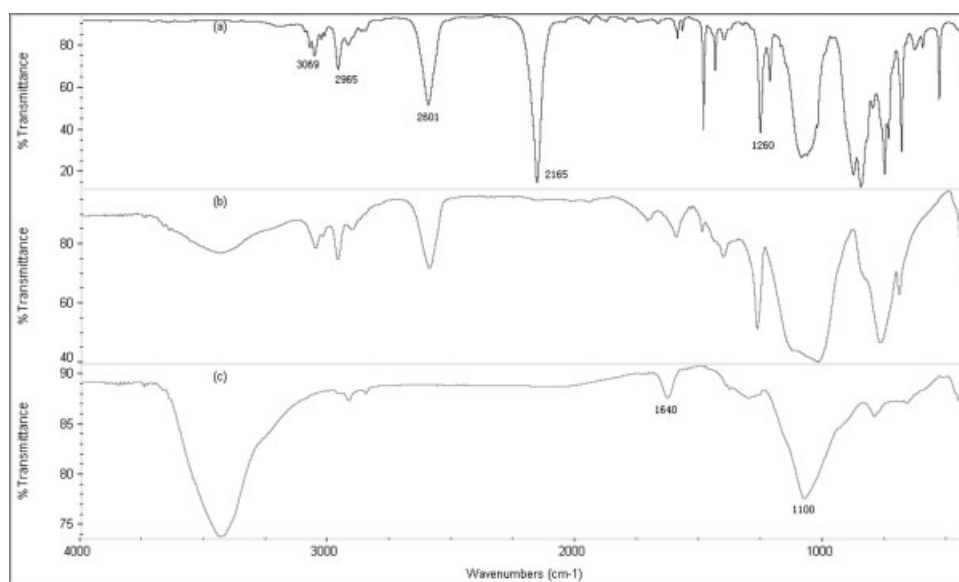 (a)
% Transmittance
80
60
40
20
3069
2965
2601
2165
1260
(b)
% Transmittance
80
60
40
(c)
% Transmittance
90
85
80
75
1640
1100
4000 3000 2000 1000
Wavenumbers (cm-1)